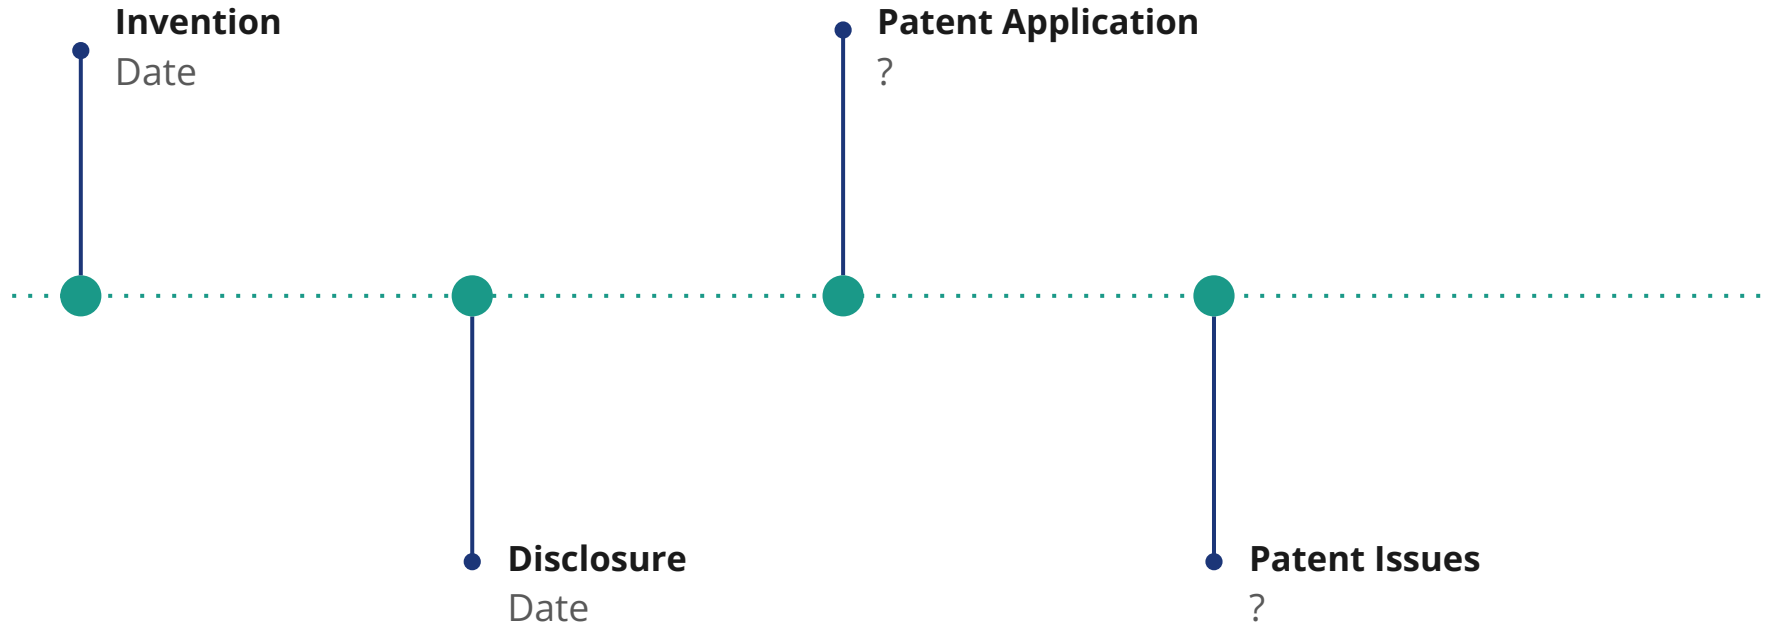 Invention
Date
Patent Application
?
Disclosure
Date
Patent Issues
?